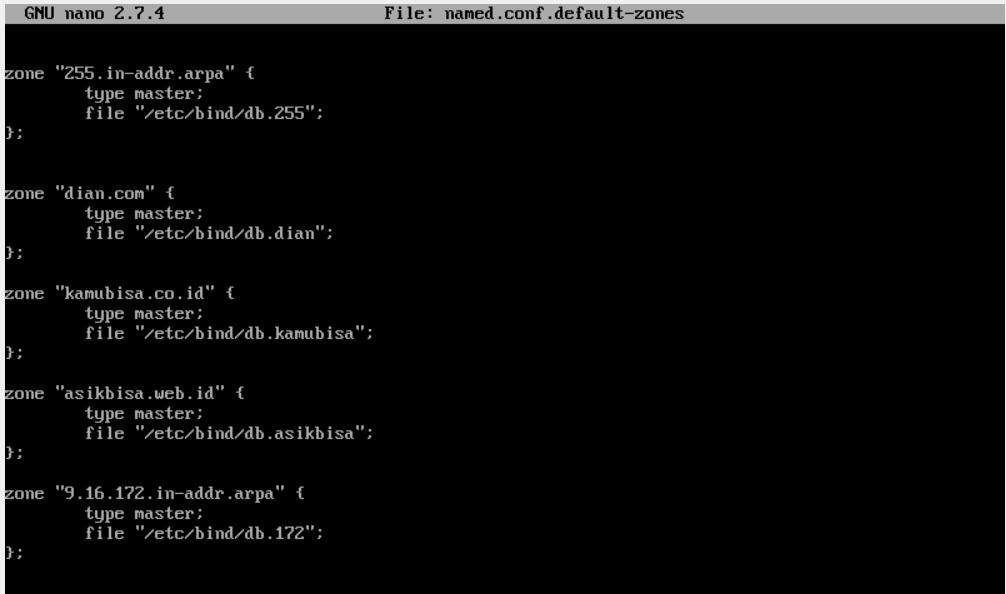 GNU nano 2.7.4 File: named.conf.default-zones
zone "255.in-addr.arpa" {
type master;
file "/etc/bind/db.255";
};
zone "dian.com" {
type master;
file "/etc/bind/db.dian";
};
zone "kamubisa.co.id" {
type master;
file "/etc/bind/db.kamubisa";
};
zone "asikbisa.web.id" {
type master;
file "/etc/bind/db.asikbisa";
};
zone "9.16.172.in-addr.arpa" {
type master;
file "/etc/bind/db.172";
};